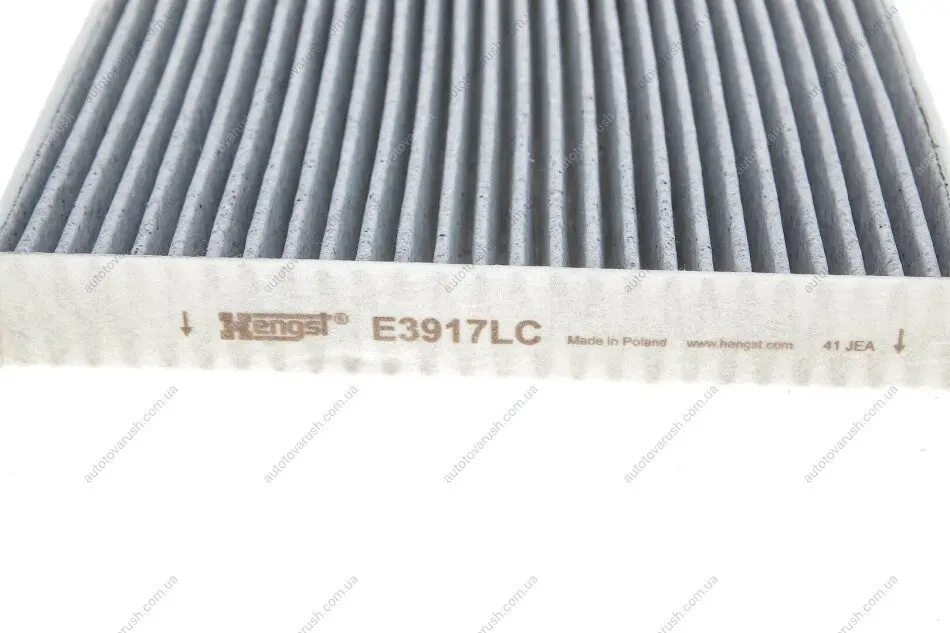 ↓ Hengst® E3917LC Made in Poland www.hengst.com 41 JEA ↓
autotovarush.com.ua